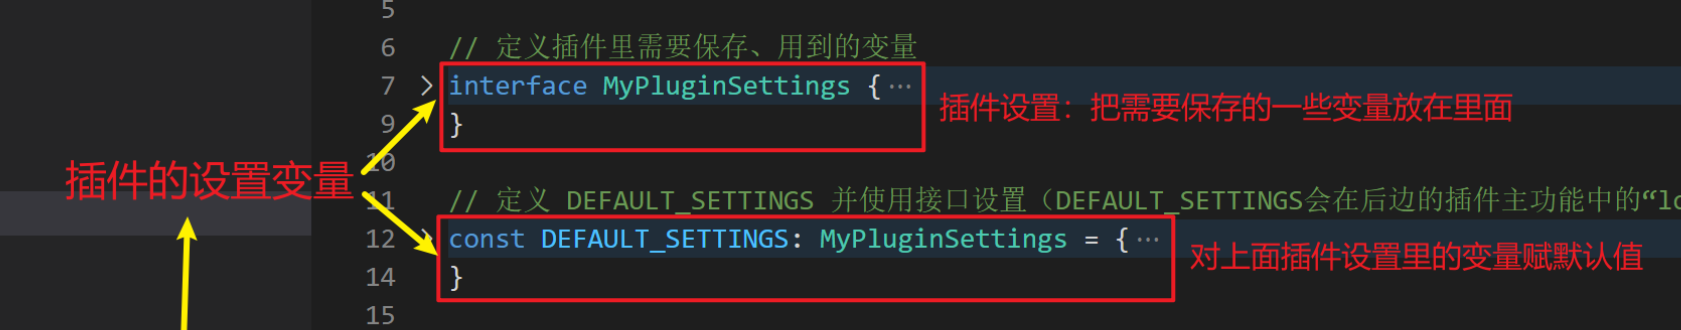 5
6 // 定义插件里需要保存、用到的变量
7 interface MyPluginSettings { ···
插件设置：把需要保存的一些变量放在里面
9 }
10
插件的设置变量
11 // 定义 DEFAULT_SETTINGS 并使用接口设置（DEFAULT_SETTINGS会在后边的插件主功能中的“lo
12 const DEFAULT_SETTINGS: MyPluginSettings = { ···
对上面插件设置里的变量赋默认值
14 }
15